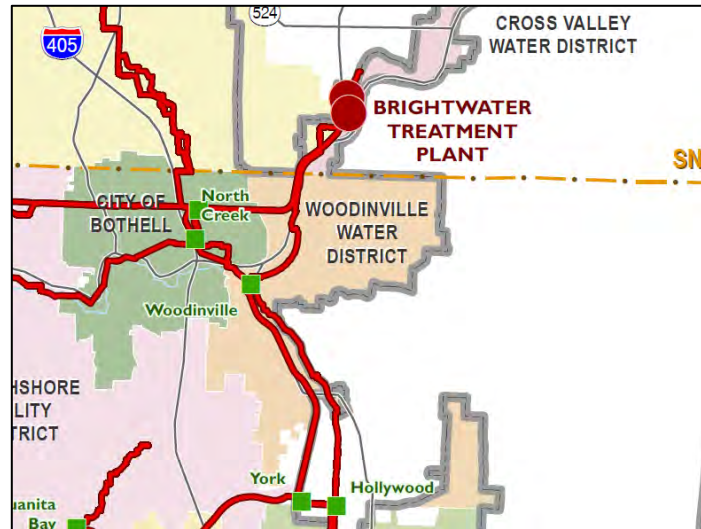 524
CROSS VALLEY
WATER DISTRICT
405
BRIGHTWATER
TREATMENT
PLANT
SN
CITY OF
BOTHELL
North
Creek
WOODINVILLE
WATER
DISTRICT
Woodinville
HSHORE
LITY
TRICT
York
Hollywood
uanita
Bay